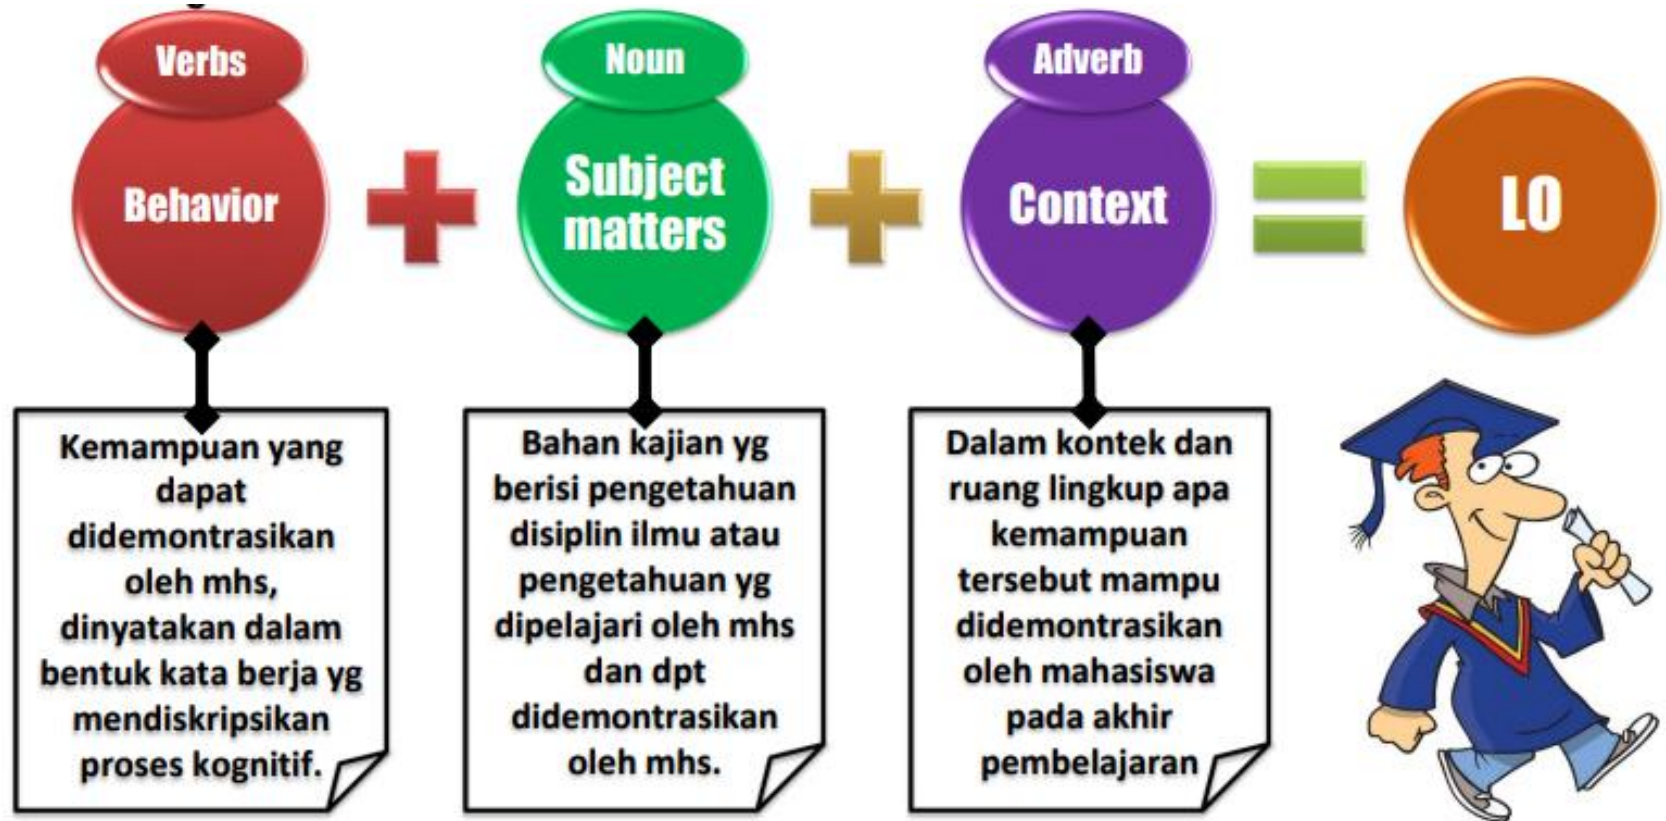 Verbs
Behavior
Noun
Subject
matters
Adverb
Context
LO
Kemampuan yang
dapat
didemontrasikan
oleh mhs,
dinyatakan dalam
bentuk kata berja yg
mendiskripsikan
proses kognitif.
Bahan kajian yg
berisi pengetahuan
disiplin ilmu atau
pengetahuan yg
dipelajari oleh mhs
dan dpt
didemontrasikan
oleh mhs.
Dalam kontek dan
ruang lingkup apa
kemampuan
tersebut mampu
didemontrasikan
oleh mahasiswa
pada akhir
pembelajaran